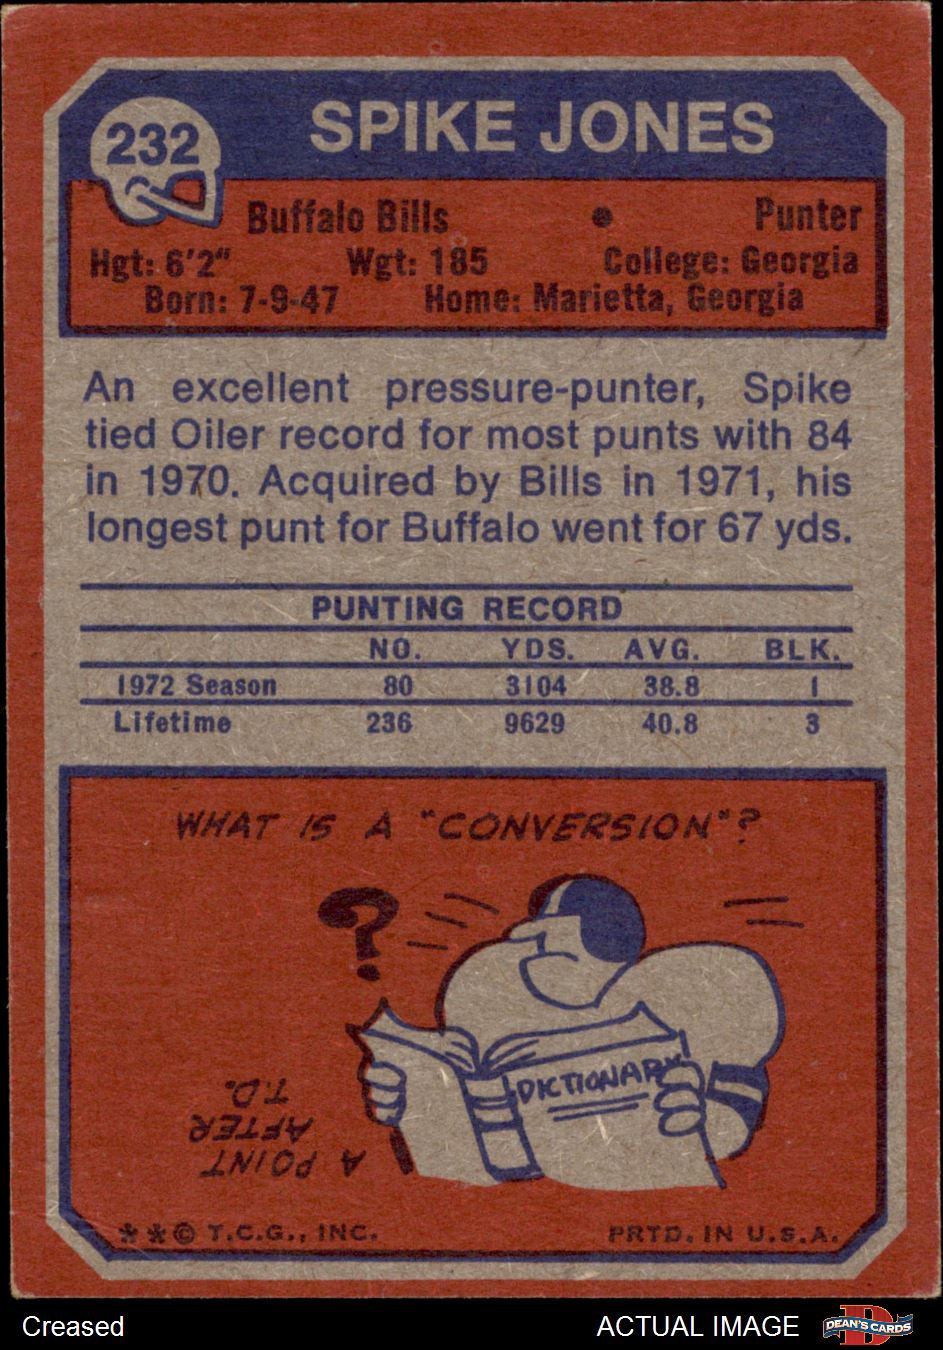 232
SPIKE JONES
Buffalo Bills • Punter
Hgt: 6'2" Wgt: 185 College: Georgia
Born: 7-9-47 Home: Marietta, Georgia
An excellent pressure-punter, Spike
tied Oiler record for most punts with 84
in 1970. Acquired by Bills in 1971, his
longest punt for Buffalo went for 67 yds.
PUNTING RECORD
NO. YDS. AVG. BLK.
1972 Season 80 3104 38.8 1
Lifetime 236 9629 40.8 3
WHAT IS A "CONVERSION"?
?
DICTIONARY
A POINT
AFTER
T.D.
**© T.C.G., INC. PRTD. IN U.S.A.
Creased ACTUAL IMAGE DEAN'S CARDS